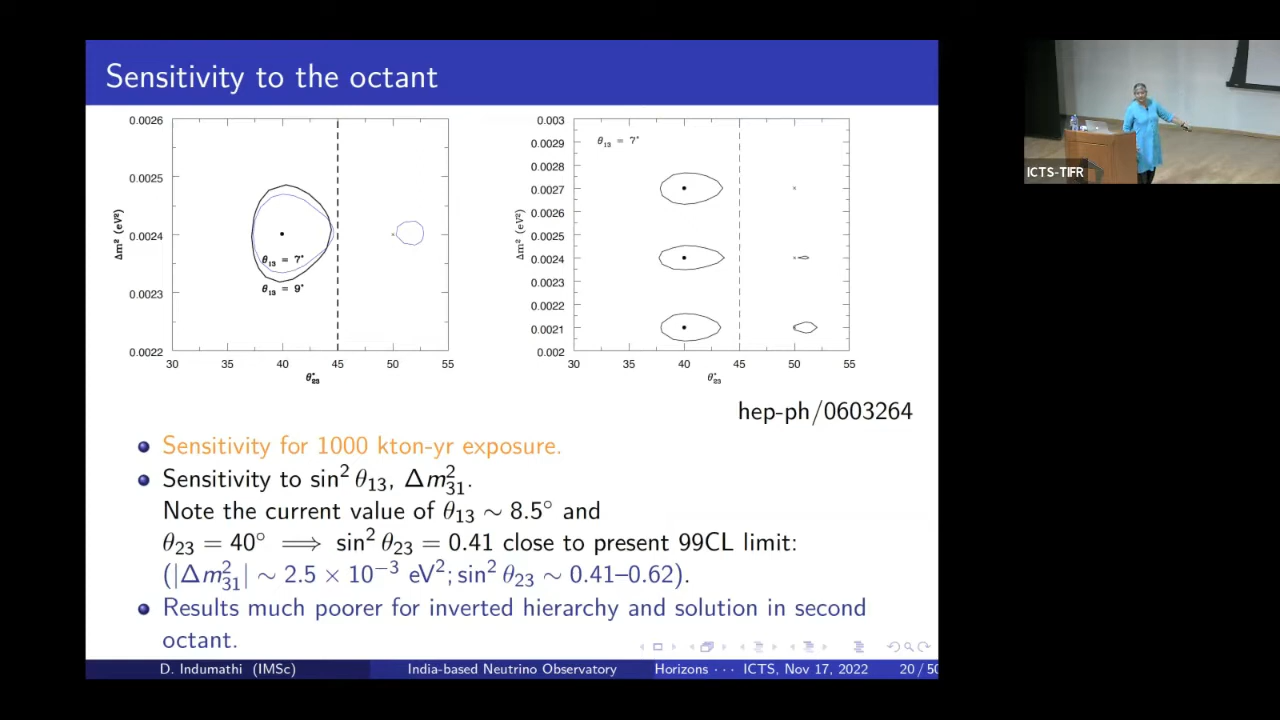 Sensitivity to the octant
0.0026
0.0025
0.0024
0.0023
0.0022
30 35 40 45 50 55
Δm² (eV²)
θ₁₃ = 7°
θ₁₃ = 9°
θ°₂₃
0.003
0.0029
0.0028
0.0027
0.0026
0.0025
0.0024
0.0023
0.0022
0.0021
0.002
30 35 40 45 50 55
Δm² (eV²)
θ₁₃ = 7°
θ°₂₃
hep-ph/0603264
Sensitivity for 1000 kton-yr exposure.
Sensitivity to sin² θ₁₃, Δm²₃₁.
Note the current value of θ₁₃ ∼ 8.5° and
θ₂₃ = 40° ⟹ sin² θ₂₃ = 0.41 close to present 99CL limit:
(|Δm²₃₁| ∼ 2.5 × 10⁻³ eV²; sin² θ₂₃ ∼ 0.41–0.62).
Results much poorer for inverted hierarchy and solution in second
octant.
D. Indumathi (IMSc) India-based Neutrino Observatory Horizons · · · ICTS, Nov 17, 2022 20 / 50
ICTS-TIFR